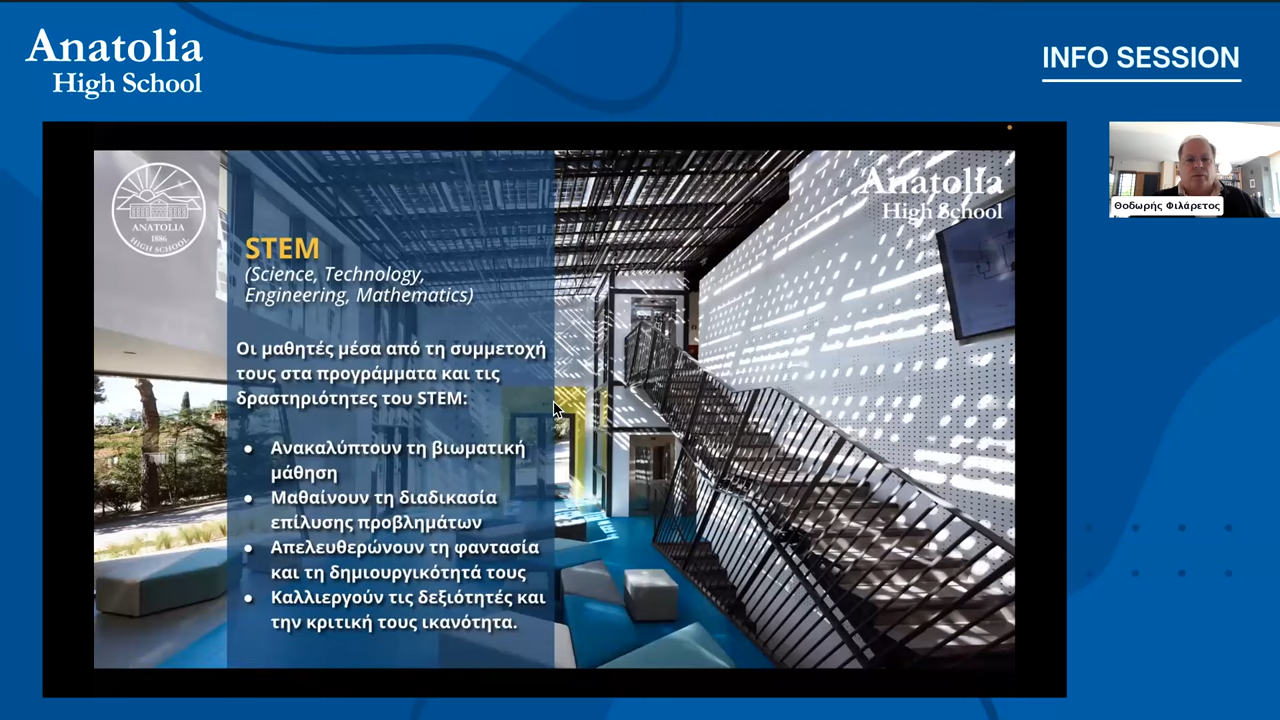 Anatolia
High School
INFO SESSION
ANATOLIA
1886
HIGH SCHOOL
Anatolia
High School
STEM
(Science, Technology,
Engineering, Mathematics)
Οι μαθητές μέσα από τη συμμετοχή
τους στα προγράμματα και τις
δραστηριότητες του STEM:
● Ανακαλύπτουν τη βιωματική
μάθηση
● Μαθαίνουν τη διαδικασία
επίλυσης προβλημάτων
● Απελευθερώνουν τη φαντασία
και τη δημιουργικότητά τους
● Καλλιεργούν τις δεξιότητές και
την κριτική τους ικανότητα.
Θοδωρής Φιλάρετος